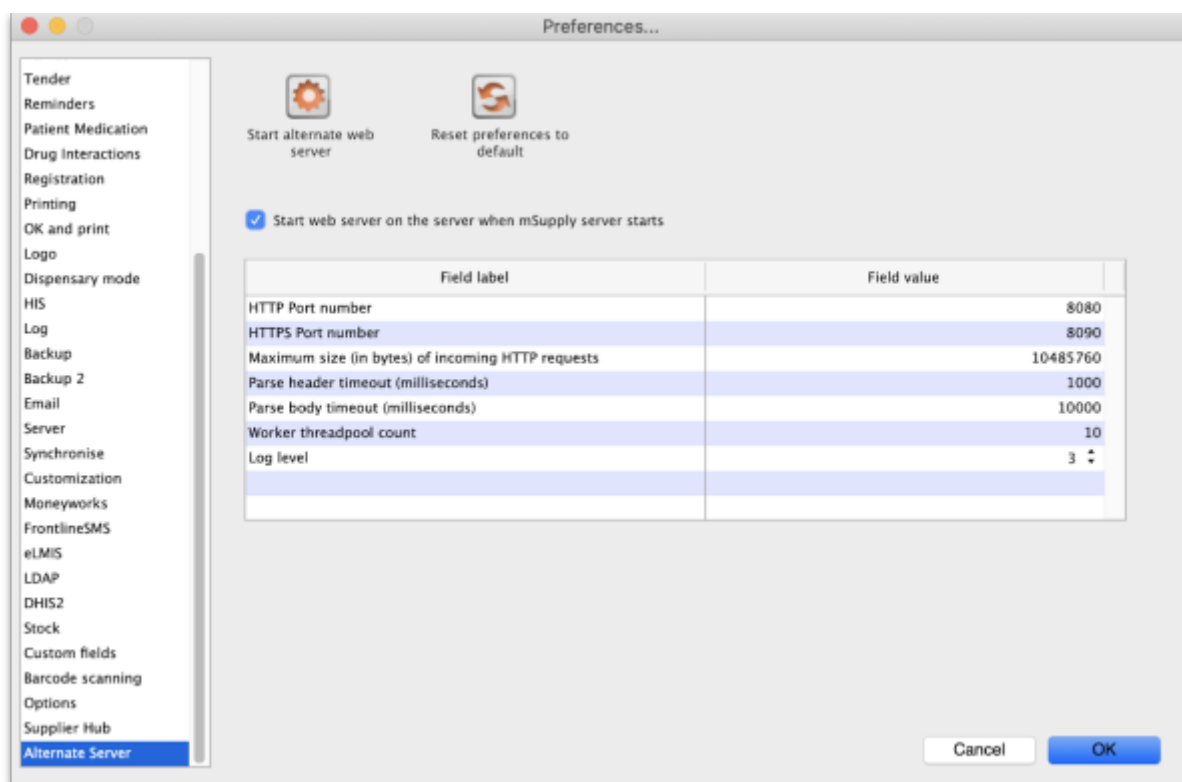 Preferences...
Tender
Reminders
Patient Medication
Drug Interactions
Registration
Printing
OK and print
Logo
Dispensary mode
HIS
Log
Backup
Backup 2
Email
Server
Synchronise
Customization
Moneyworks
FrontlineSMS
eLMIS
LDAP
DHIS2
Stock
Custom fields
Barcode scanning
Options
Supplier Hub
Alternate Server
Start alternate web
server
Reset preferences to
default
Start web server on the server when mSupply server starts
Field label Field value
HTTP Port number 8080
HTTPS Port number 8090
Maximum size (in bytes) of incoming HTTP requests 10485760
Parse header timeout (milliseconds) 1000
Parse body timeout (milliseconds) 10000
Worker threadpool count 10
Log level 3
Cancel OK